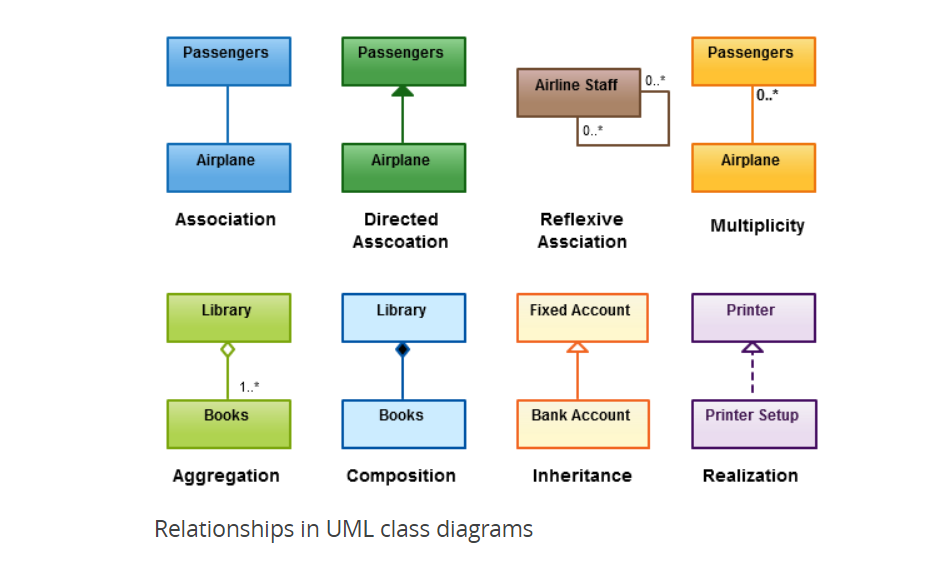 Passengers
Passengers
Airline Staff
0..*
Passengers
0..*
0..*
Airplane
Airplane
Airplane
Association
Directed
Asscoation
Reflexive
Assciation
Multiplicity
Library
Library
Fixed Account
Printer
1..*
Books
Books
Bank Account
Printer Setup
Aggregation
Composition
Inheritance
Realization
Relationships in UML class diagrams